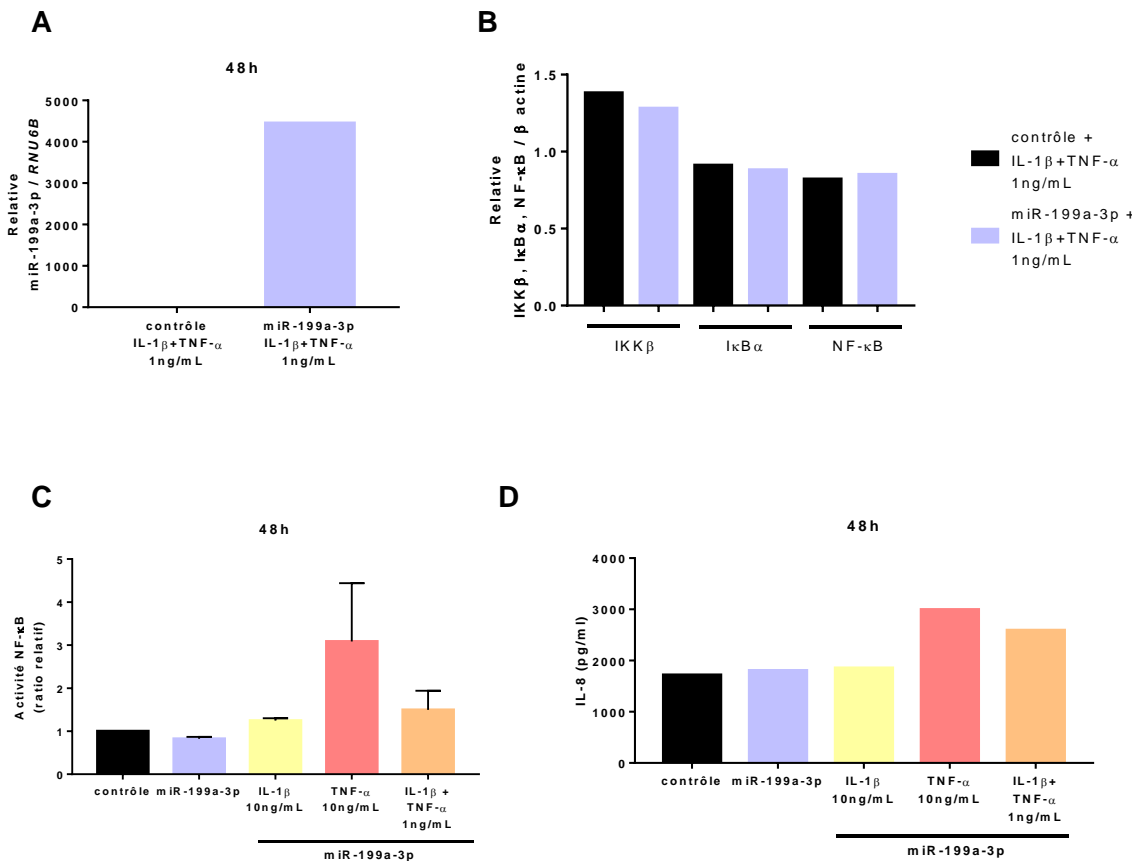 A
48h
Relative
miR-199a-3p / RNU6B
5000
4000
3000
2000
1000
0
contrôle
IL-1β+TNF-α
1ng/mL
miR-199a-3p
IL-1β+TNF-α
1ng/mL
B
Relative
IKKβ, IκBα, NF-κB / β actine
1.5
1.0
0.5
0.0
IKKβ
IκBα
NF-κB
contrôle +
IL-1β+TNF-α
1ng/mL
miR-199a-3p +
IL-1β+TNF-α
1ng/mL
C
48h
Activité NF-κB
(ratio relatif)
5
4
3
2
1
0
contrôle
miR-199a-3p
IL-1β
10ng/mL
TNF-α
10ng/mL
IL-1β +
TNF-α
1ng/mL
miR-199a-3p
D
48h
IL-8 (pg/ml)
4000
3000
2000
1000
0
contrôle
miR-199a-3p
IL-1β
10ng/mL
TNF-α
10ng/mL
IL-1β+
TNF-α
1ng/mL
miR-199a-3p